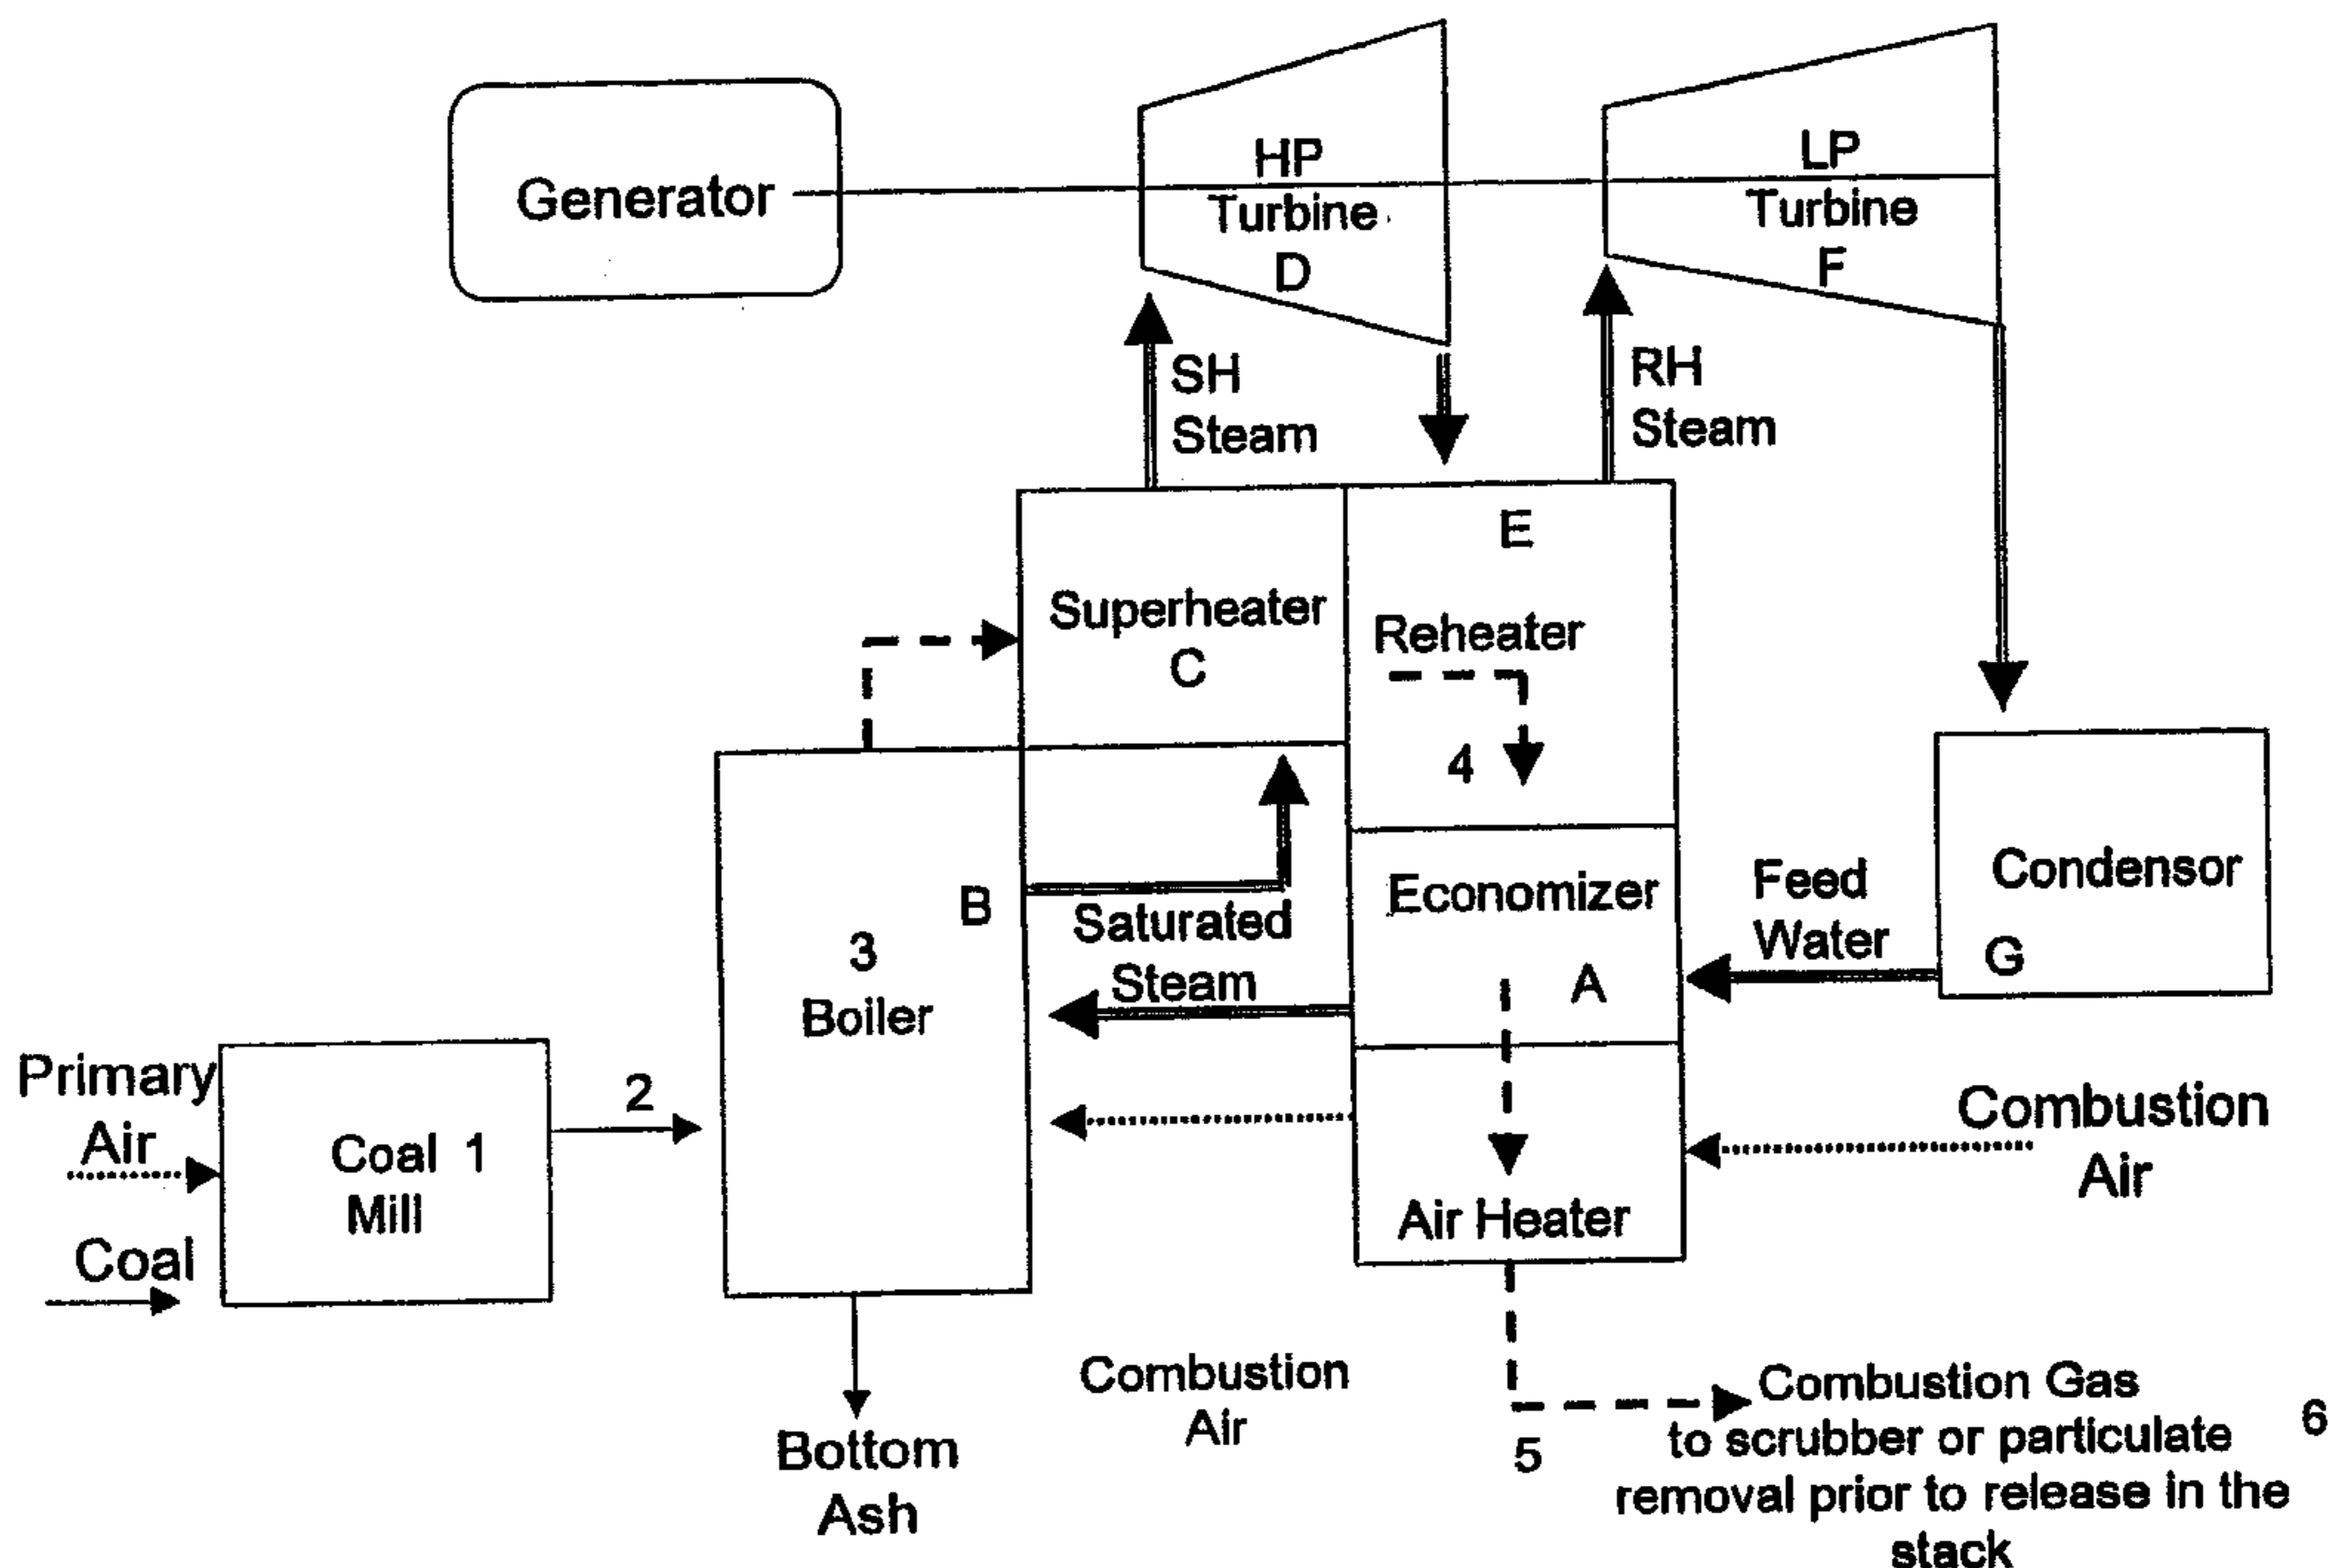 Generator
HP
Turbine
D
LP
Turbine
F
SH
Steam
RH
Steam
Superheater
C
E
Reheater
4
B
Saturated
Steam
3
Boiler
Economizer
A
Feed
Water
Condensor
G
Primary
Air
Coal
Coal 1
Mill
2
Air Heater
Combustion
Air
Bottom
Ash
Combustion
Air
5
Combustion Gas
to scrubber or particulate
removal prior to release in the
stack
6